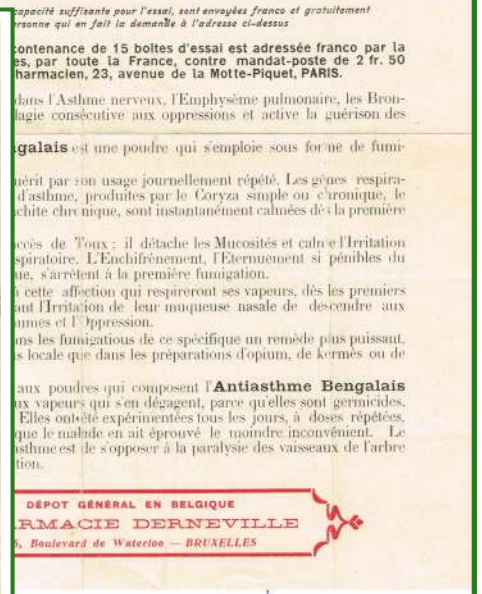 capacité suffisante pour l'essai, sont envoyées franco et gratuitement
ersonne qui en fait la demande à l'adresse ci-dessus
contenance de 15 boîtes d'essai est adressée franco par la
es, par toute la France, contre mandat-poste de 2 fr. 50
harmacien, 23, avenue de la Motte-Piquet, PARIS.
dans l'Asthme nerveux, l'Emphysème pulmonaire, les Bron-
lagie consécutive aux oppressions et active la guérison des
ngalais est une poudre qui s'emploie sous forme de fumi-
uérit par son usage journellement répété. Les gênes respira-
d'asthme, produites par le Coryza simple ou chronique, le
achite chronique, sont instantanément calmées dès la première
accès de Toux ; il détache les Mucosités et calme l'Irritation
spiratoire. L'Enchifrènement, l'Eternuement si pénibles du
ue, s'arrêtent à la première fumigation.
à cette affection qui respireront ses vapeurs, dès les premiers
ant l'Irritation de leur muqueuse nasale de descendre aux
umes et l'Oppression.
ns les fumigations de ce spécifique un remède plus puissant,
s locale que dans les préparations d'opium, de kermès ou de
aux poudres qui composent l'Antiasthme Bengalais
ux vapeurs qui s'en dégagent, parce qu'elles sont germicides.
Elles ont été expérimentées tous les jours, à doses répétées,
que le malade en ait éprouvé le moindre inconvénient. Le
asthme est de s'opposer à la paralysie des vaisseaux de l'arbre
tion.
DÉPOT GÉNÉRAL EN BELGIQUE
RMACIE DERNEVILLE
6, Boulevard de Waterloo — BRUXELLES